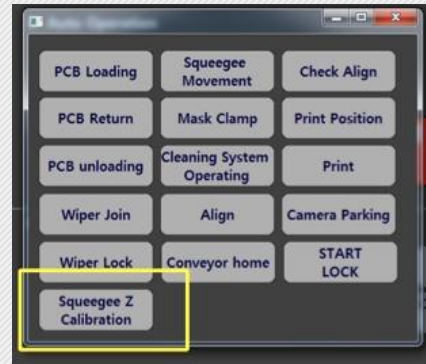 PCB Loading
Squeegee
Movement
Check Align
PCB Return
Mask Clamp
Print Position
PCB unloading
Cleaning System
Operating
Print
Wiper Join
Align
Camera Parking
Wiper Lock
Conveyor home
START
LOCK
Squeegee Z
Calibration